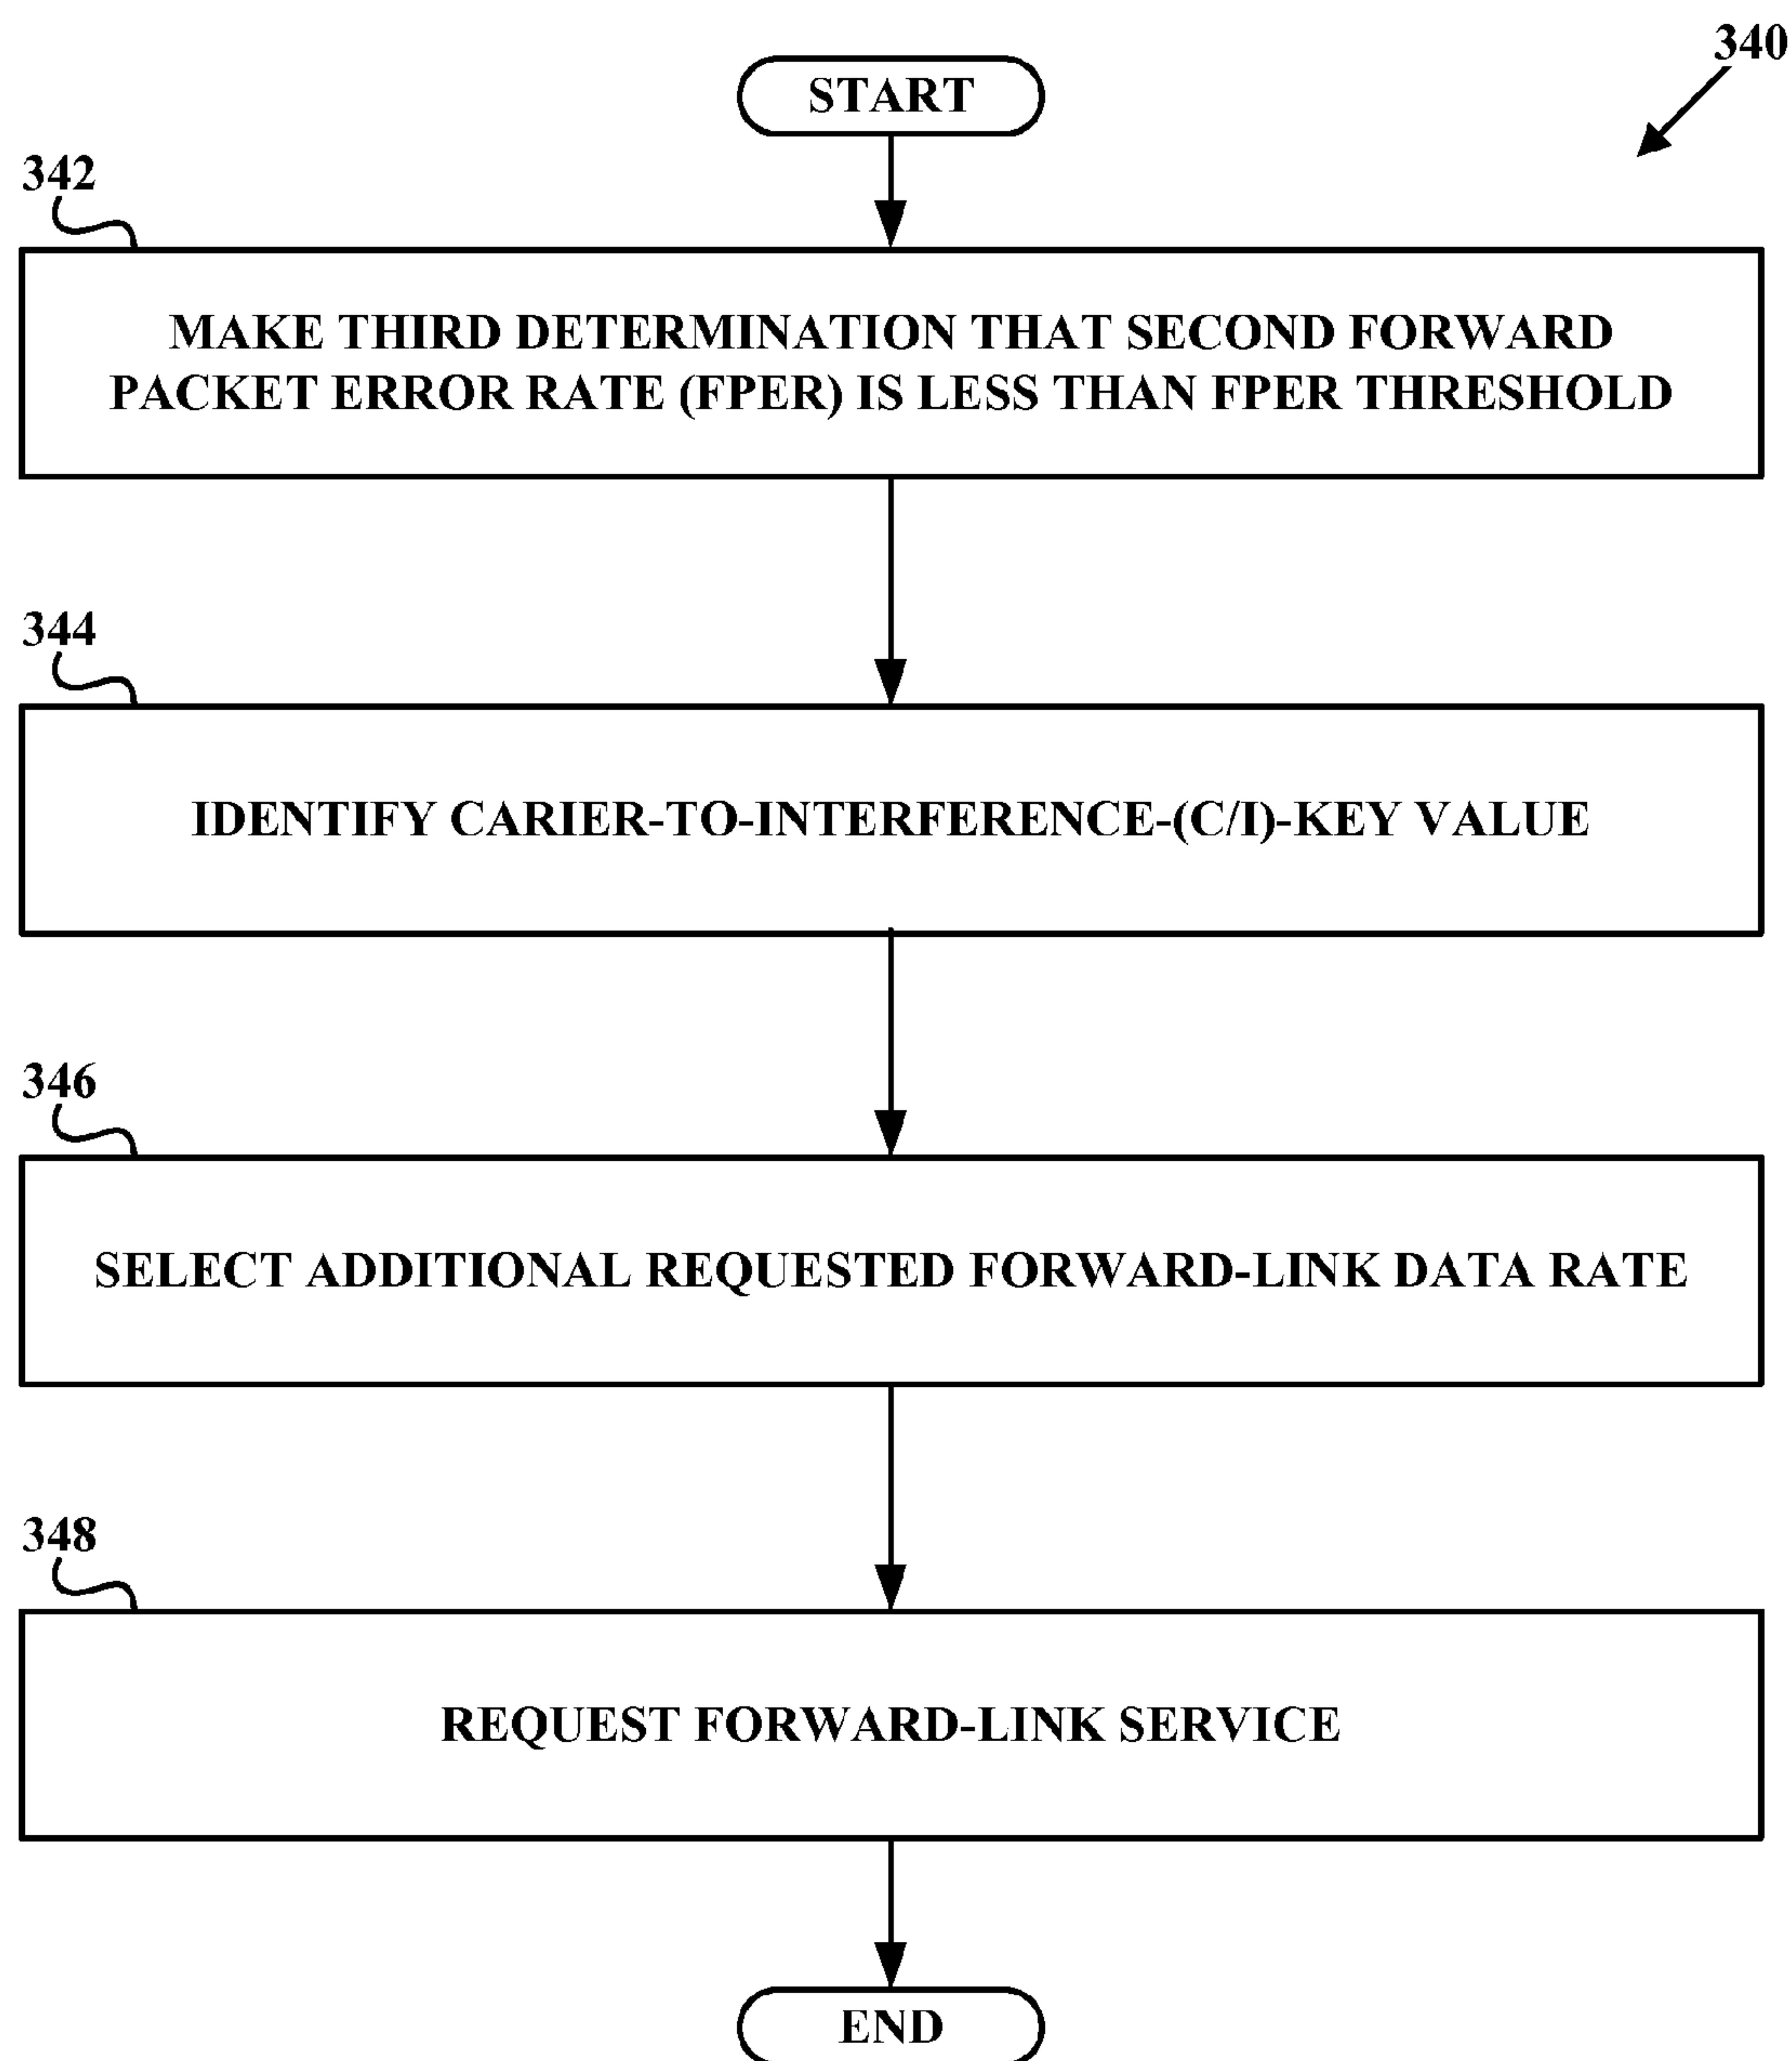 340
START
342
MAKE THIRD DETERMINATION THAT SECOND FORWARD
PACKET ERROR RATE (FPER) IS LESS THAN FPER THRESHOLD
344
IDENTIFY CARIER-TO-INTERFERENCE-(C/I)-KEY VALUE
346
SELECT ADDITIONAL REQUESTED FORWARD-LINK DATA RATE
348
REQUEST FORWARD-LINK SERVICE
END